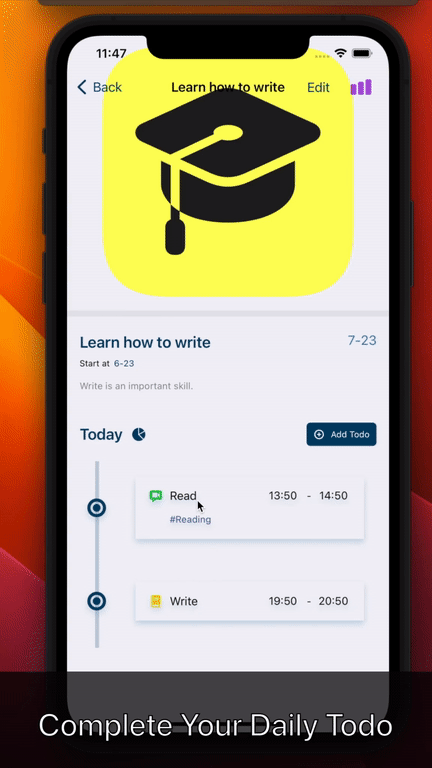 11:47
Back Learn how to write Edit
Learn how to write 7-23
Start at 6-23
Write is an important skill.
Today Add Todo
Read 13:50 - 14:50
#Reading
Write 19:50 - 20:50
Complete Your Daily Todo